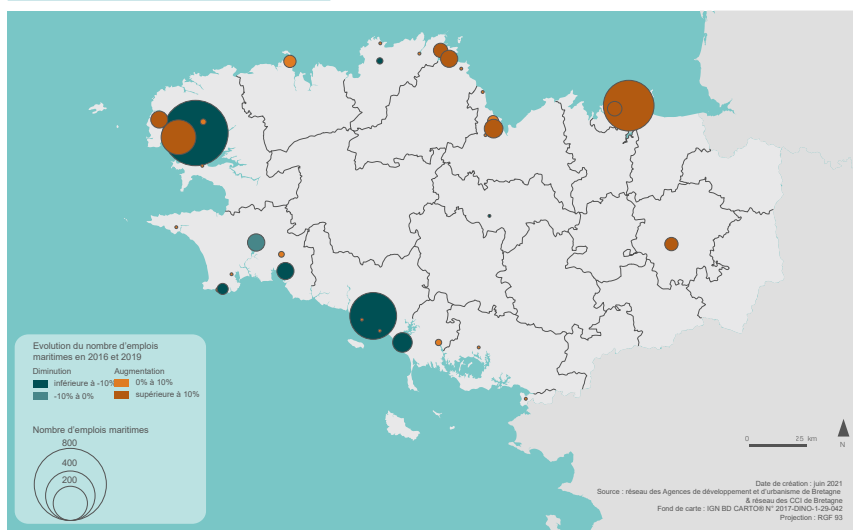 Evolution du nombre d'emplois
maritimes en 2016 et 2019
Diminution Augmentation
inférieure à -10% 0% à 10%
-10% à 0% supérieure à 10%
Nombre d'emplois maritimes
800
400
200
0 25 km
N
Date de création : juin 2021
Source : réseau des Agences de développement et d'urbanisme de Bretagne
& réseau des CCI de Bretagne
Fond de carte : IGN BD CARTO® N° 2017-DINO-1-29-042
Projection : RGF 93